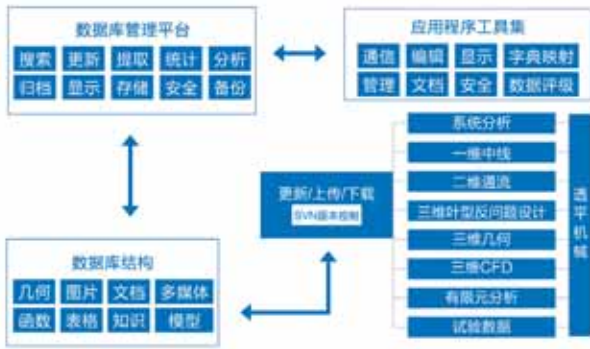 数据库管理平台
搜索 更新 提取 统计 分析
归档 显示 存储 安全 备份
应用程序工具集
通信 编辑 显示 字典映射
管理 文档 安全 数据评级
更新/上传/下载
SVN版本控制
系统分析
一维中线
二维通流
三维叶型反问题设计
三维几何
三维CFD
有限元分析
试验数据
透平机械
数据库结构
几何 图片 文档 多媒体
函数 表格 知识 模型